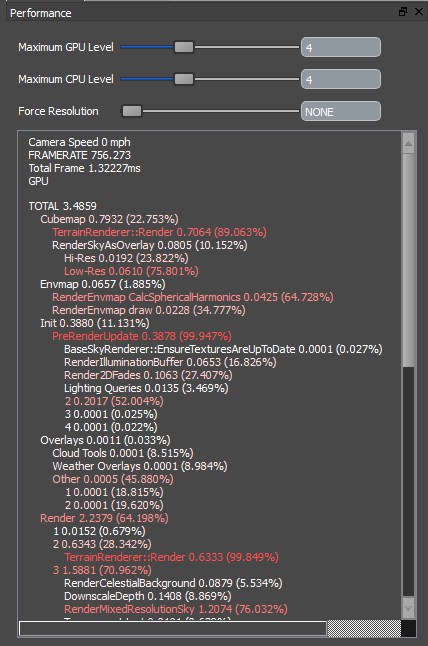 Performance
Maximum GPU Level 4
Maximum CPU Level 4
Force Resolution NONE
Camera Speed 0 mph
FRAMERATE 756.273
Total Frame 1.32227ms
GPU
TOTAL 3.4859
Cubemap 0.7932 (22.753%)
TerrainRenderer::Render 0.7064 (89.063%)
RenderSkyAsOverlay 0.0805 (10.152%)
Hi-Res 0.0192 (23.822%)
Low-Res 0.0610 (75.801%)
Envmap 0.0657 (1.885%)
RenderEnvmap CalcSphericalHarmonics 0.0425 (64.728%)
RenderEnvmap draw 0.0228 (34.777%)
Init 0.3880 (11.131%)
PreRenderUpdate 0.3878 (99.947%)
BaseSkyRenderer::EnsureTexturesAreUpToDate 0.0001 (0.027%)
RenderIlluminationBuffer 0.0653 (16.826%)
Render2DFades 0.1063 (27.407%)
Lighting Queries 0.0135 (3.469%)
2 0.2017 (52.004%)
3 0.0001 (0.025%)
4 0.0001 (0.022%)
Overlays 0.0011 (0.033%)
Cloud Tools 0.0001 (8.515%)
Weather Overlays 0.0001 (8.984%)
Other 0.0005 (45.880%)
1 0.0001 (18.815%)
2 0.0001 (19.620%)
Render 2.2379 (64.198%)
1 0.0152 (0.679%)
2 0.6343 (28.342%)
TerrainRenderer::Render 0.6333 (99.849%)
3 1.5881 (70.962%)
RenderCelestialBackground 0.0879 (5.534%)
DownscaleDepth 0.1408 (8.869%)
RenderMixedResolutionSky 1.2074 (76.032%)